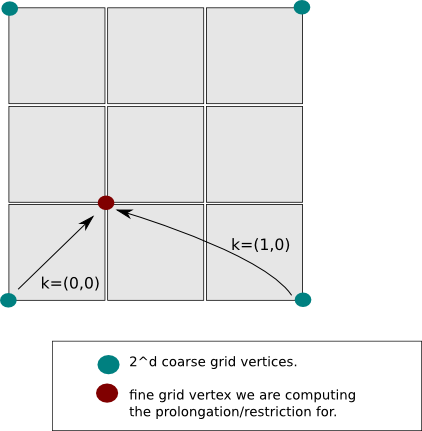 k=(1,0)
k=(0,0)
2^d coarse grid vertices.
fine grid vertex we are computing
the prolongation/restriction for.